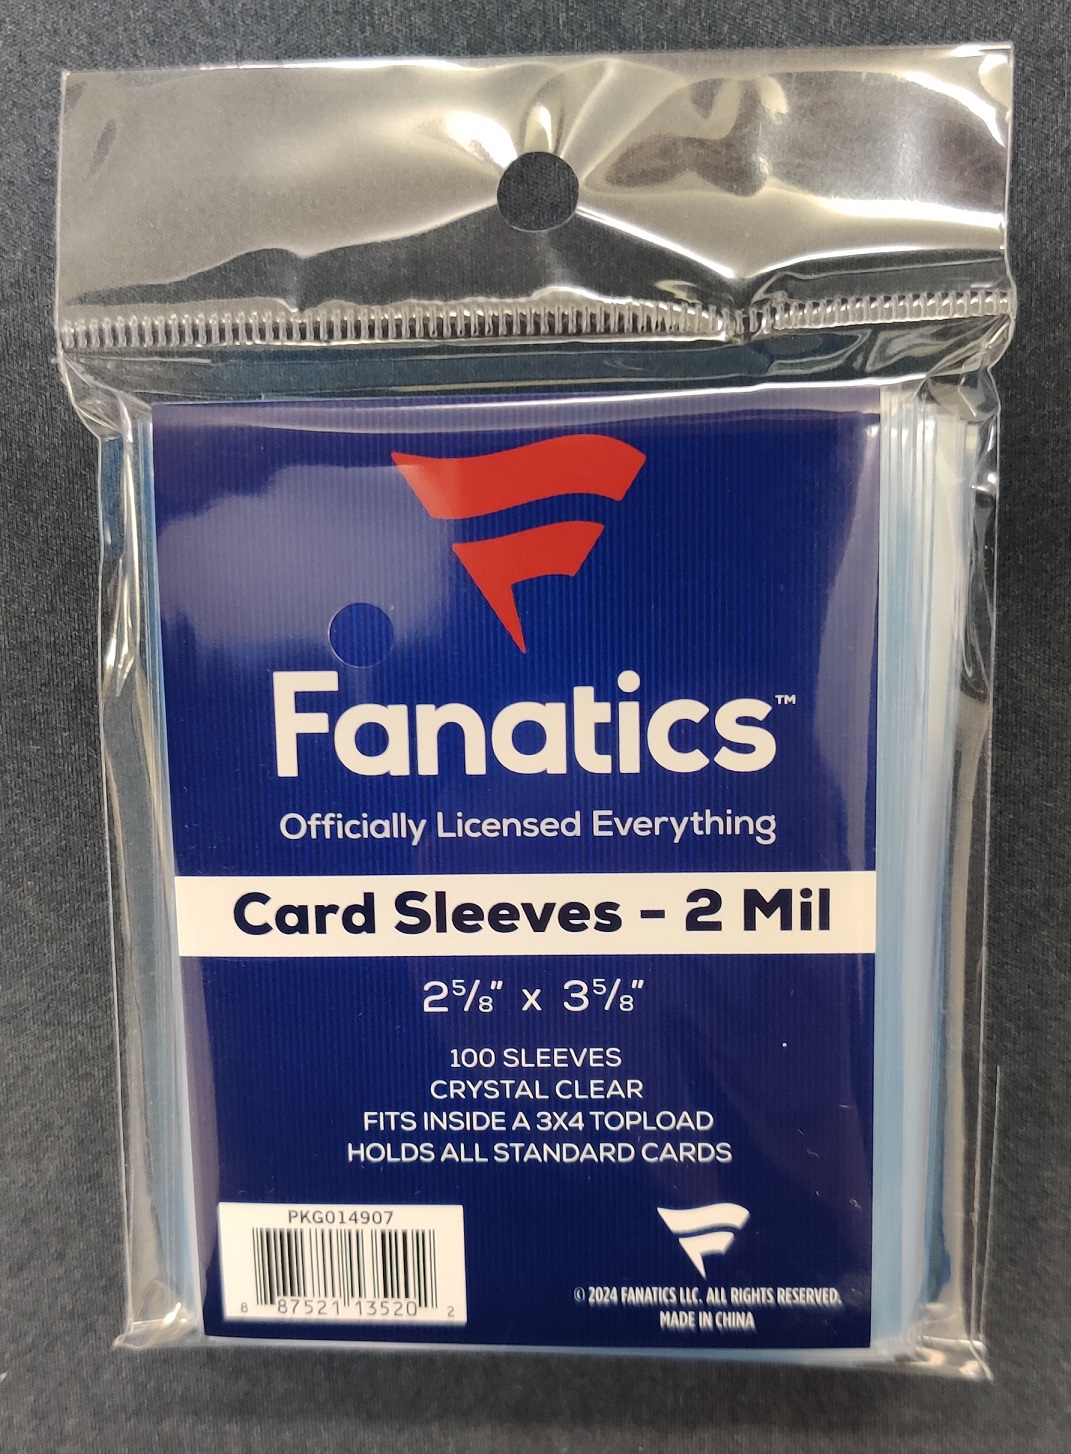 Fanatics™
Officially Licensed Everything
Card Sleeves - 2 Mil
2⅝" x 3⅝"
100 SLEEVES
CRYSTAL CLEAR
FITS INSIDE A 3X4 TOPLOAD
HOLDS ALL STANDARD CARDS
PKG014907
8 87521 13520 2
© 2024 FANATICS LLC. ALL RIGHTS RESERVED.
MADE IN CHINA